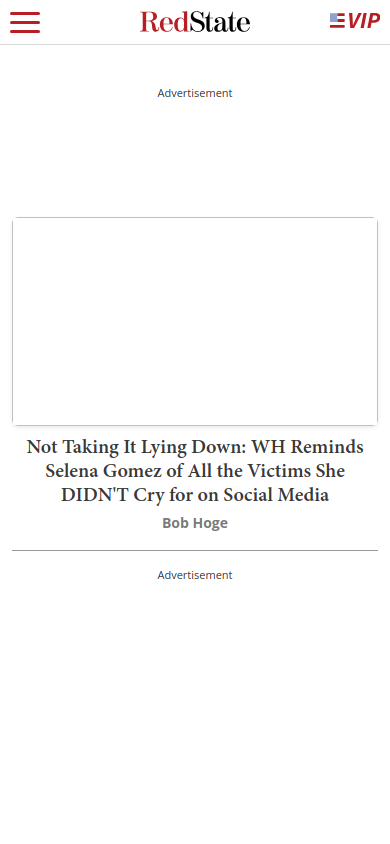 RedState
VIP
Advertisement
Not Taking It Lying Down: WH Reminds
Selena Gomez of All the Victims She
DIDN'T Cry for on Social Media
Bob Hoge
Advertisement